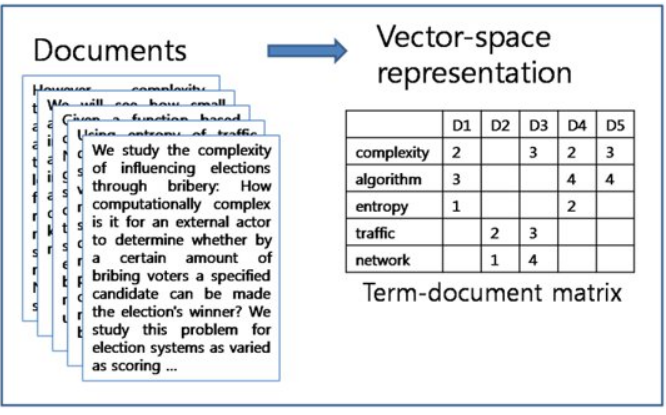 Documents
Vector-space
representation
However complexity
We will see how small
Given a function based
Using entropy of traffic
We study the complexity
of influencing elections
through bribery: How
computationally complex
is it for an external actor
to determine whether by
a certain amount of
bribing voters a specified
candidate can be made
the election's winner? We
study this problem for
election systems as varied
as scoring ...
D1 D2 D3 D4 D5
complexity 2 3 2 3
algorithm 3 4 4
entropy 1 2
traffic 2 3
network 1 4
Term-document matrix